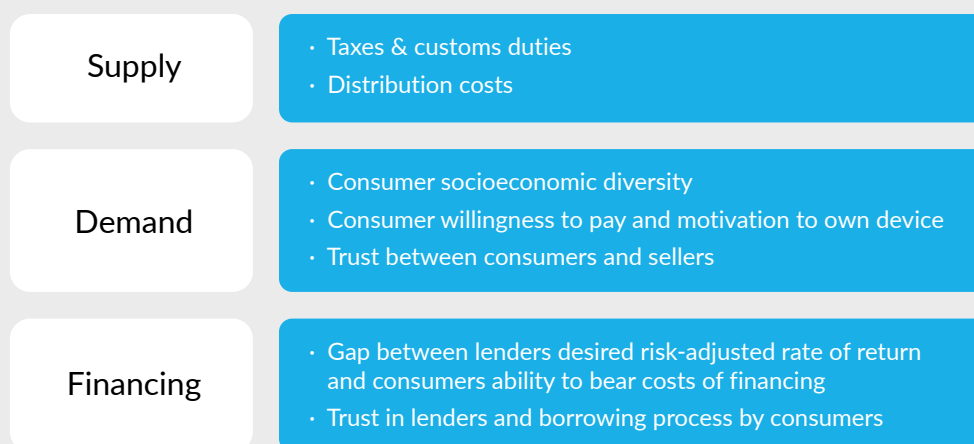 Supply
· Taxes & customs duties
· Distribution costs
Demand
· Consumer socioeconomic diversity
· Consumer willingness to pay and motivation to own device
· Trust between consumers and sellers
Financing
· Gap between lenders desired risk-adjusted rate of return
and consumers ability to bear costs of financing
· Trust in lenders and borrowing process by consumers